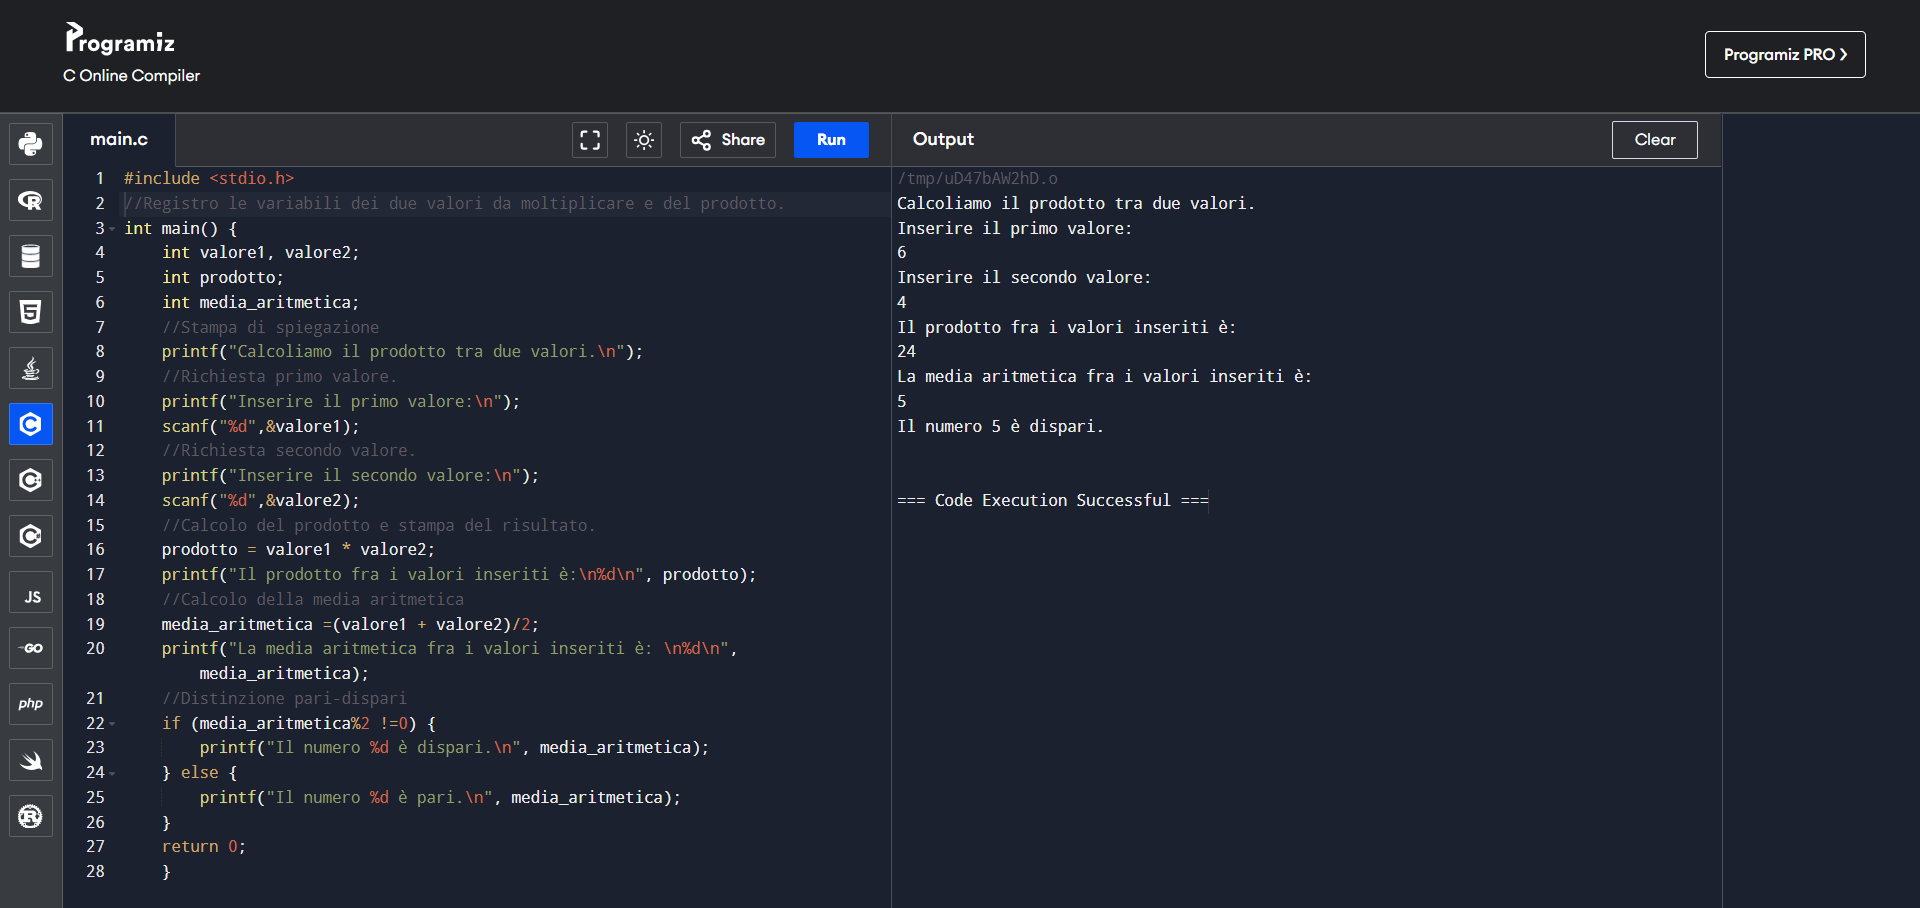 Programiz
C Online Compiler
Programiz PRO ❯
main.c
Share
Run
Output
Clear
1 #include <stdio.h>
2 //Registro le variabili dei due valori da moltiplicare e del prodotto.
3 int main() {
4 int valore1, valore2;
5 int prodotto;
6 int media_aritmetica;
7 //Stampa di spiegazione
8 printf("Calcoliamo il prodotto tra due valori.\n");
9 //Richiesta primo valore.
10 printf("Inserire il primo valore:\n");
11 scanf("%d",&valore1);
12 //Richiesta secondo valore.
13 printf("Inserire il secondo valore:\n");
14 scanf("%d",&valore2);
15 //Calcolo del prodotto e stampa del risultato.
16 prodotto = valore1 * valore2;
17 printf("Il prodotto fra i valori inseriti è:\n%d\n", prodotto);
18 //Calcolo della media aritmetica
19 media_aritmetica =(valore1 + valore2)/2;
20 printf("La media aritmetica fra i valori inseriti è: \n%d\n",
media_aritmetica);
21 //Distinzione pari-dispari
22 if (media_aritmetica%2 !=0) {
23 printf("Il numero %d è dispari.\n", media_aritmetica);
24 } else {
25 printf("Il numero %d è pari.\n", media_aritmetica);
26 }
27 return 0;
28 }
/tmp/uD47bAW2hD.o
Calcoliamo il prodotto tra due valori.
Inserire il primo valore:
6
Inserire il secondo valore:
4
Il prodotto fra i valori inseriti è:
24
La media aritmetica fra i valori inseriti è:
5
Il numero 5 è dispari.
=== Code Execution Successful ===
R
5
C
C
C
JS
GO
php
R